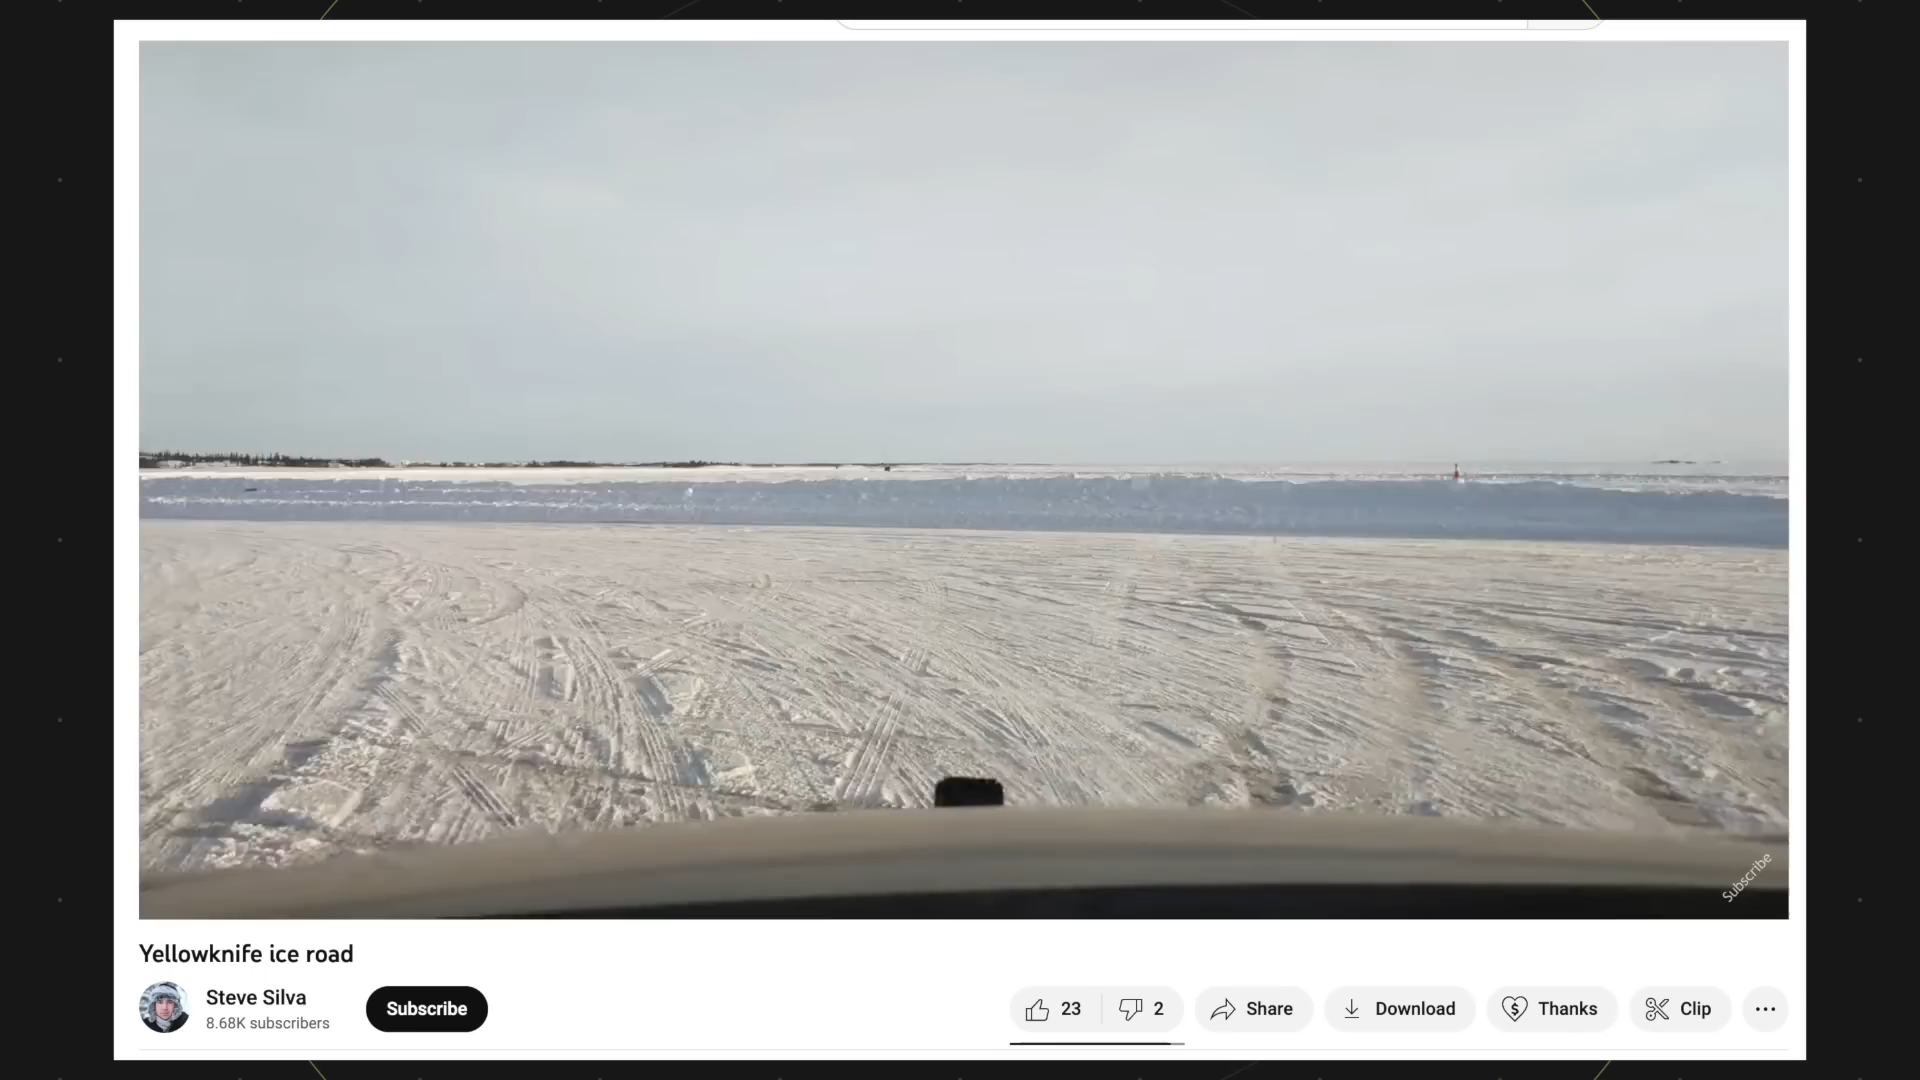 Subscribe
Yellowknife ice road
Steve Silva
8.68K subscribers
Subscribe
23
2
Share
Download
Thanks
Clip